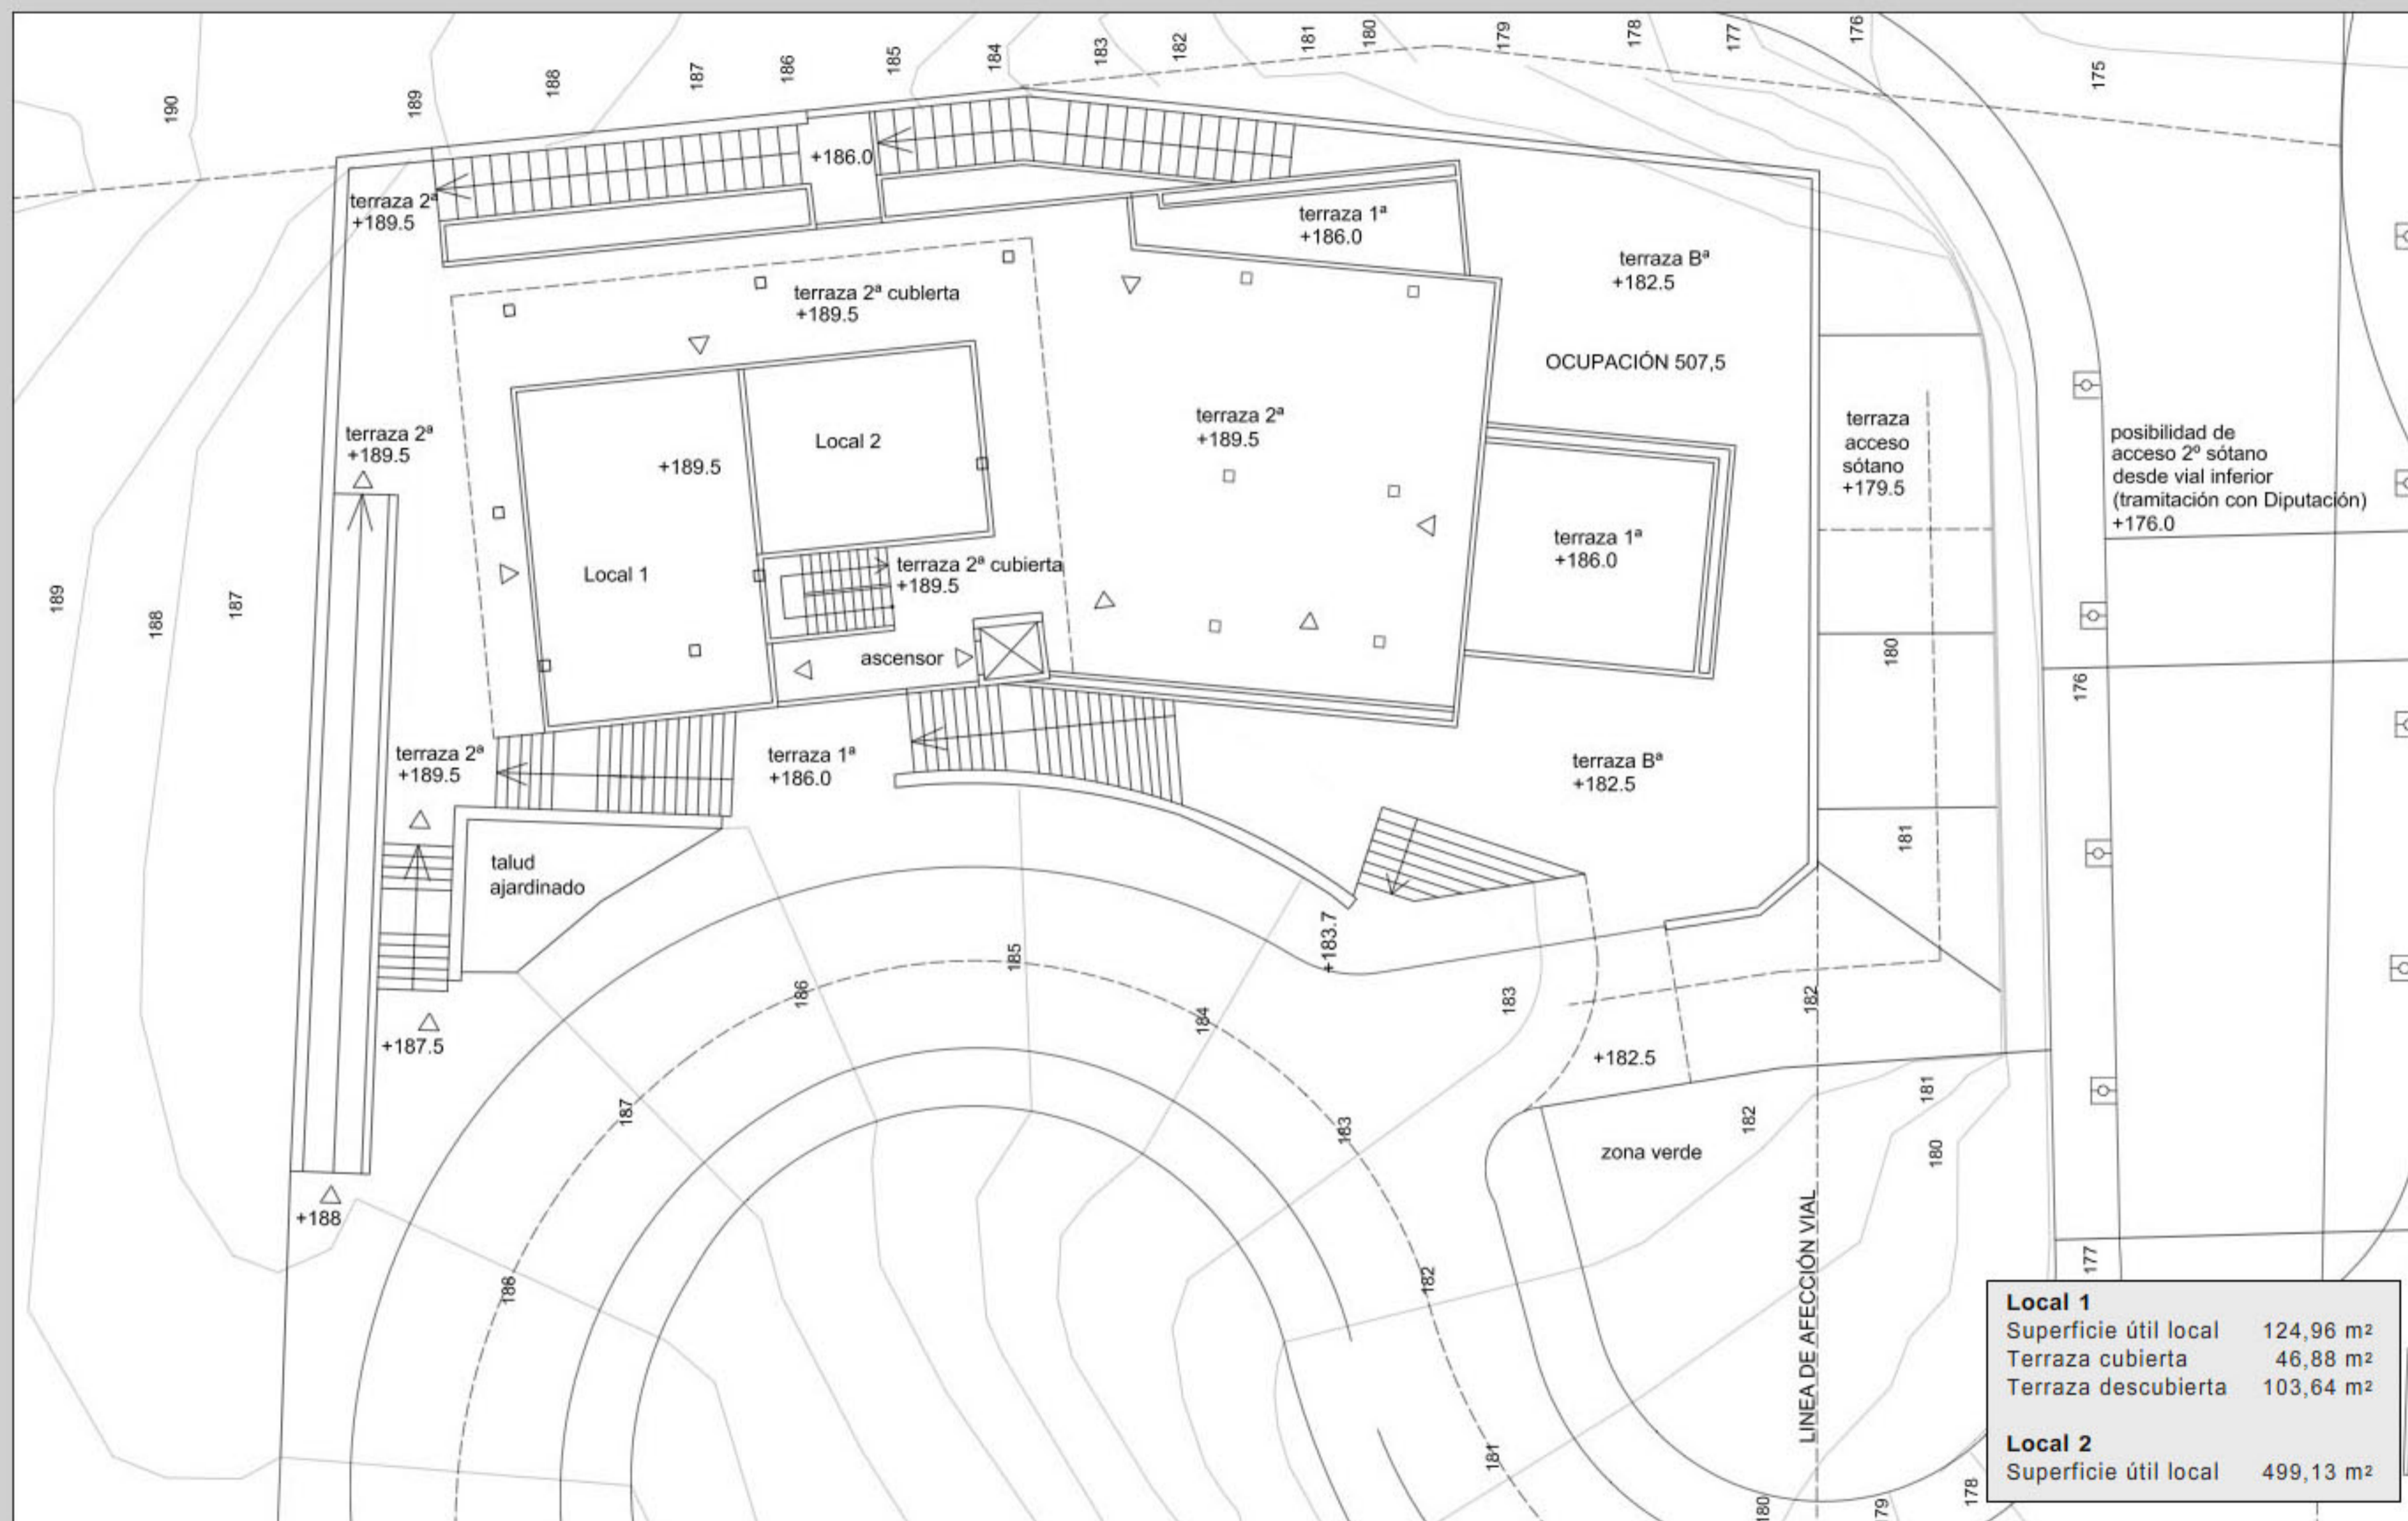 190
189
188
187
186
185
184
183
182
181
180
179
178
177
176
175
+186.0
terraza 2ª
+189.5
terraza 1ª
+186.0
terraza Bª
+182.5
terraza 2ª cubierta
+189.5
OCUPACIÓN 507,5
terraza 2ª
+189.5
Local 2
+189.5
terraza 2ª
+189.5
terraza
acceso
sótano
+179.5
posibilidad de
acceso 2º sótano
desde vial inferior
(tramitación con Diputación)
+176.0
terraza 1ª
+186.0
Local 1
terraza 2ª cubierta
+189.5
189
188
187
ascensor
180
176
terraza 2ª
+189.5
terraza 1ª
+186.0
terraza Bª
+182.5
181
talud
ajardinado
+183.7
185
186
184
183
182
+187.5
+182.5
187
183
182
181
180
zona verde
+188
188
182
177
LINEA DE AFECCIÓN VIAL
181
180
179
178
Local 1
Superficie útil local 124,96 m²
Terraza cubierta 46,88 m²
Terraza descubierta 103,64 m²
Local 2
Superficie útil local 499,13 m²